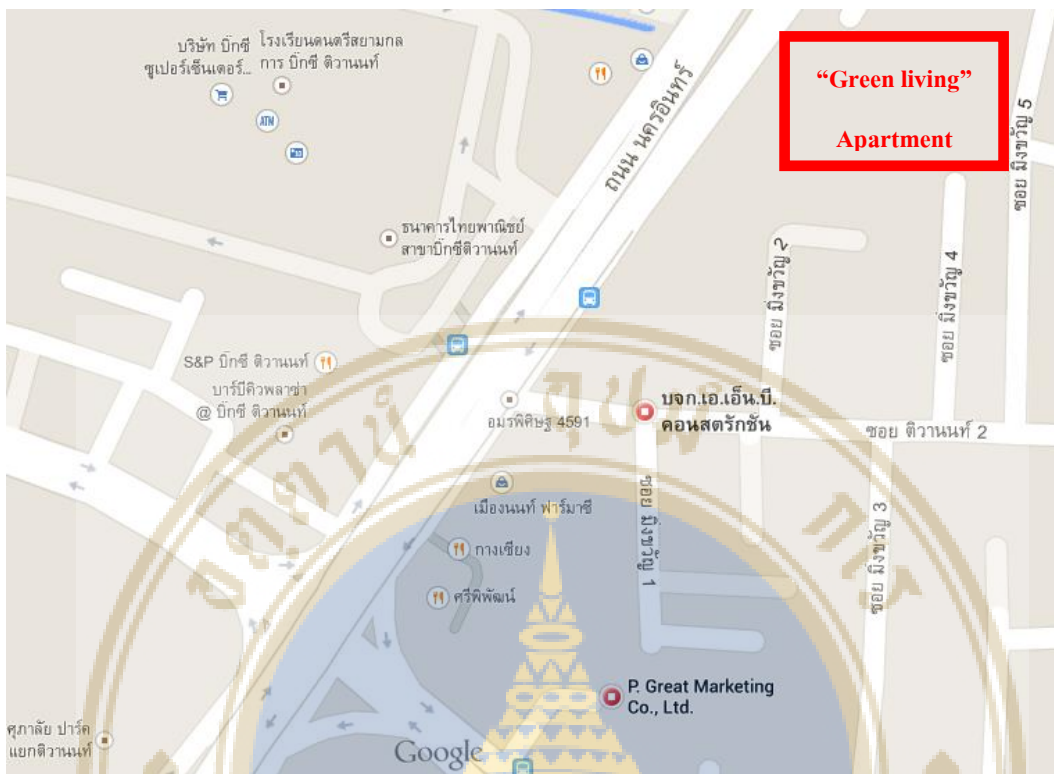 บริษัท บิ๊กซี
ซูเปอร์เซ็นเตอร์...
โรงเรียนดนตรีสยามกล
การ บิ๊กซี ติวานนท์
ATM
ถนน นครอินทร์
“Green living”
Apartment
ซอย มิ่งขวัญ 5
ธนาคารไทยพาณิชย์
สาขาบิ๊กซีติวานนท์
ซอย มิ่งขวัญ 2
ซอย มิ่งขวัญ 4
S&P บิ๊กซี ติวานนท์
บาร์บีคิวพลาซ่า
@ บิ๊กซี ติวานนท์
อมรพิศิษฐ 4591
บจก.เอ.เอ็น.บี.
คอนสตรักชัน
ซอย ติวานนท์ 2
เมืองนนท์ ฟาร์มาซี
ซอย มิ่งขวัญ 1
ซอย มิ่งขวัญ 3
กางเซียง
ศรีพิพัฒน์
P. Great Marketing
Co., Ltd.
ศุภาลัย ปาร์ค
แยกติวานนท์
Google